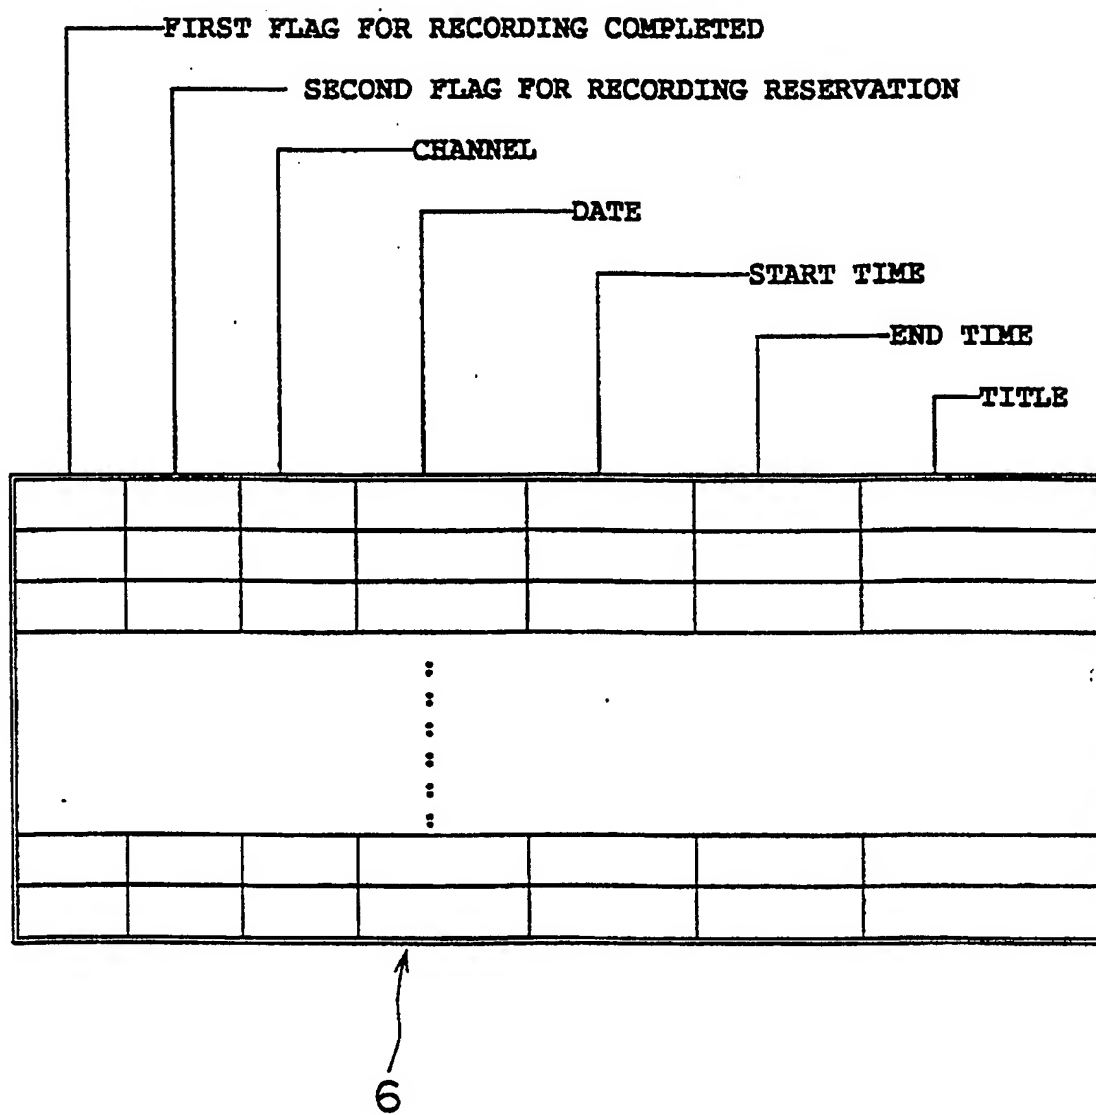 FIRST FLAG FOR RECORDING COMPLETED
SECOND FLAG FOR RECORDING RESERVATION
CHANNEL
DATE
START TIME
END TIME
TITLE
6